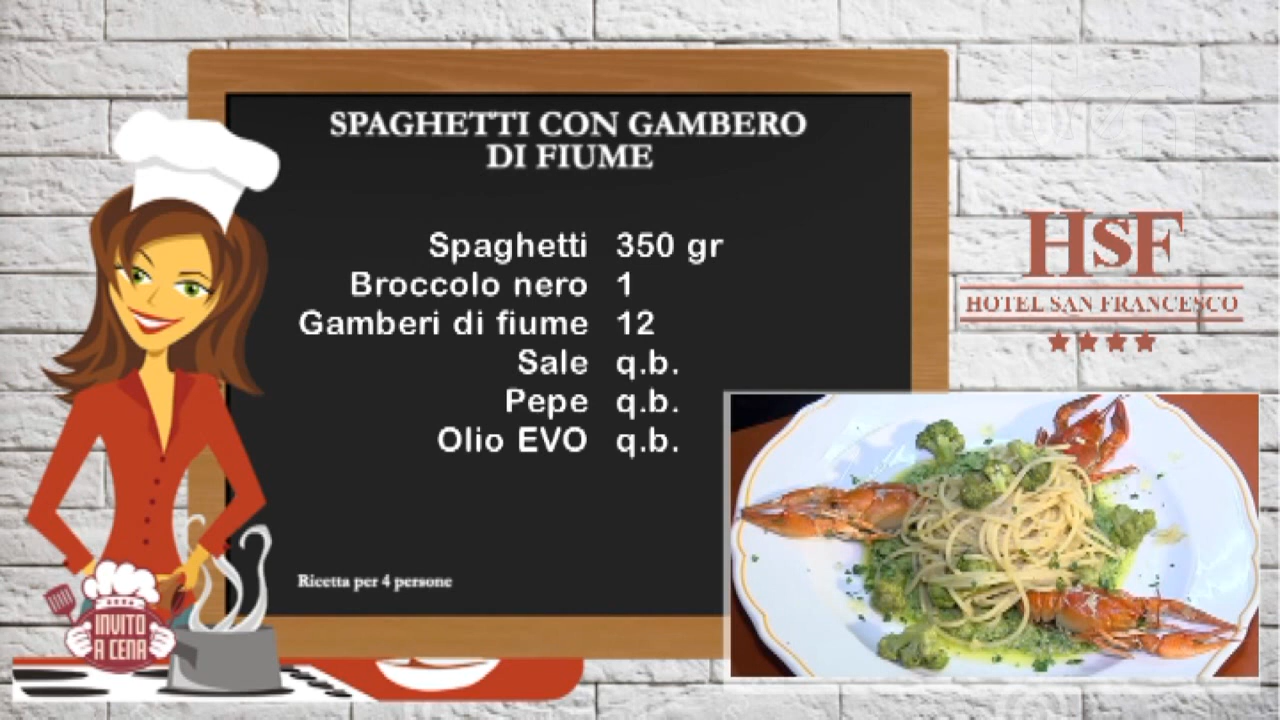 SPAGHETTI CON GAMBERO
DI FIUME
Spaghetti 350 gr
Broccolo nero 1
Gamberi di fiume 12
Sale q.b.
Pepe q.b.
Olio EVO q.b.
Ricetta per 4 persone
HSF
HOTEL SAN FRANCESCO
INVITO
A CENA